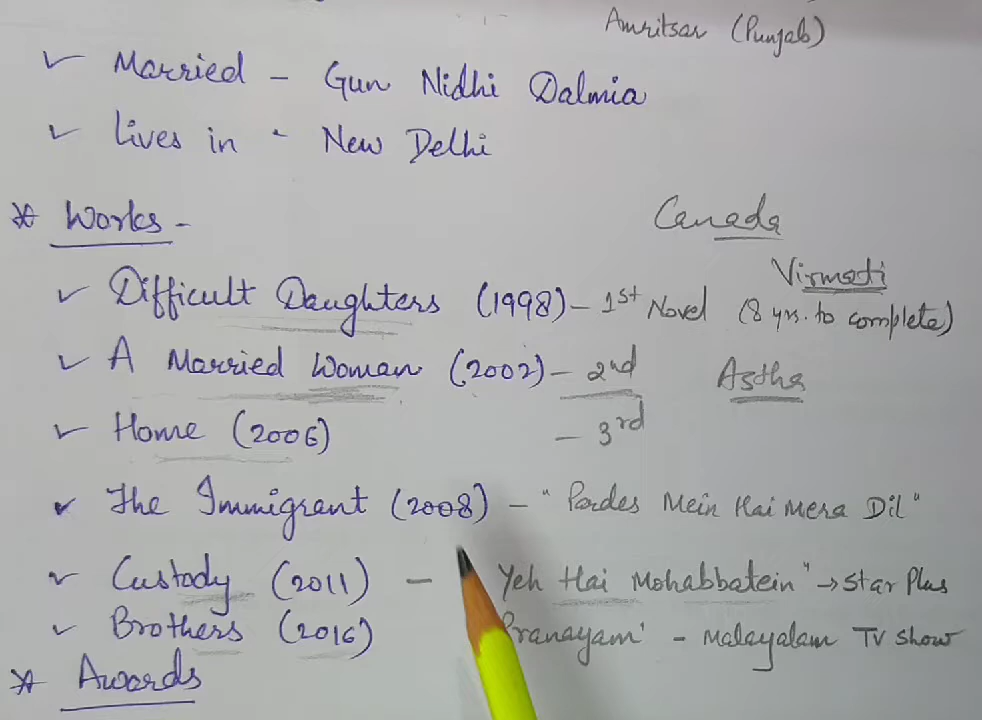 Amritsar (Punjab)
✓ Married - Gun Nidhi Dalmia
✓ Lives in - New Delhi
* Works -
Canada
Virmati
✓ Difficult Daughters (1998) - 1st Novel (8 yrs. to complete)
✓ A Married Woman (2002) - 2nd Astha
✓ Home (2006) - 3rd
✓ The Immigrant (2008) - "Pardes Mein Hai Mera Dil"
✓ Custody (2011) - Yeh Hai Mohabbatein" → Star Plus
✓ Brothers (2016) Pranayam' - Malayalam TV show
* Awards